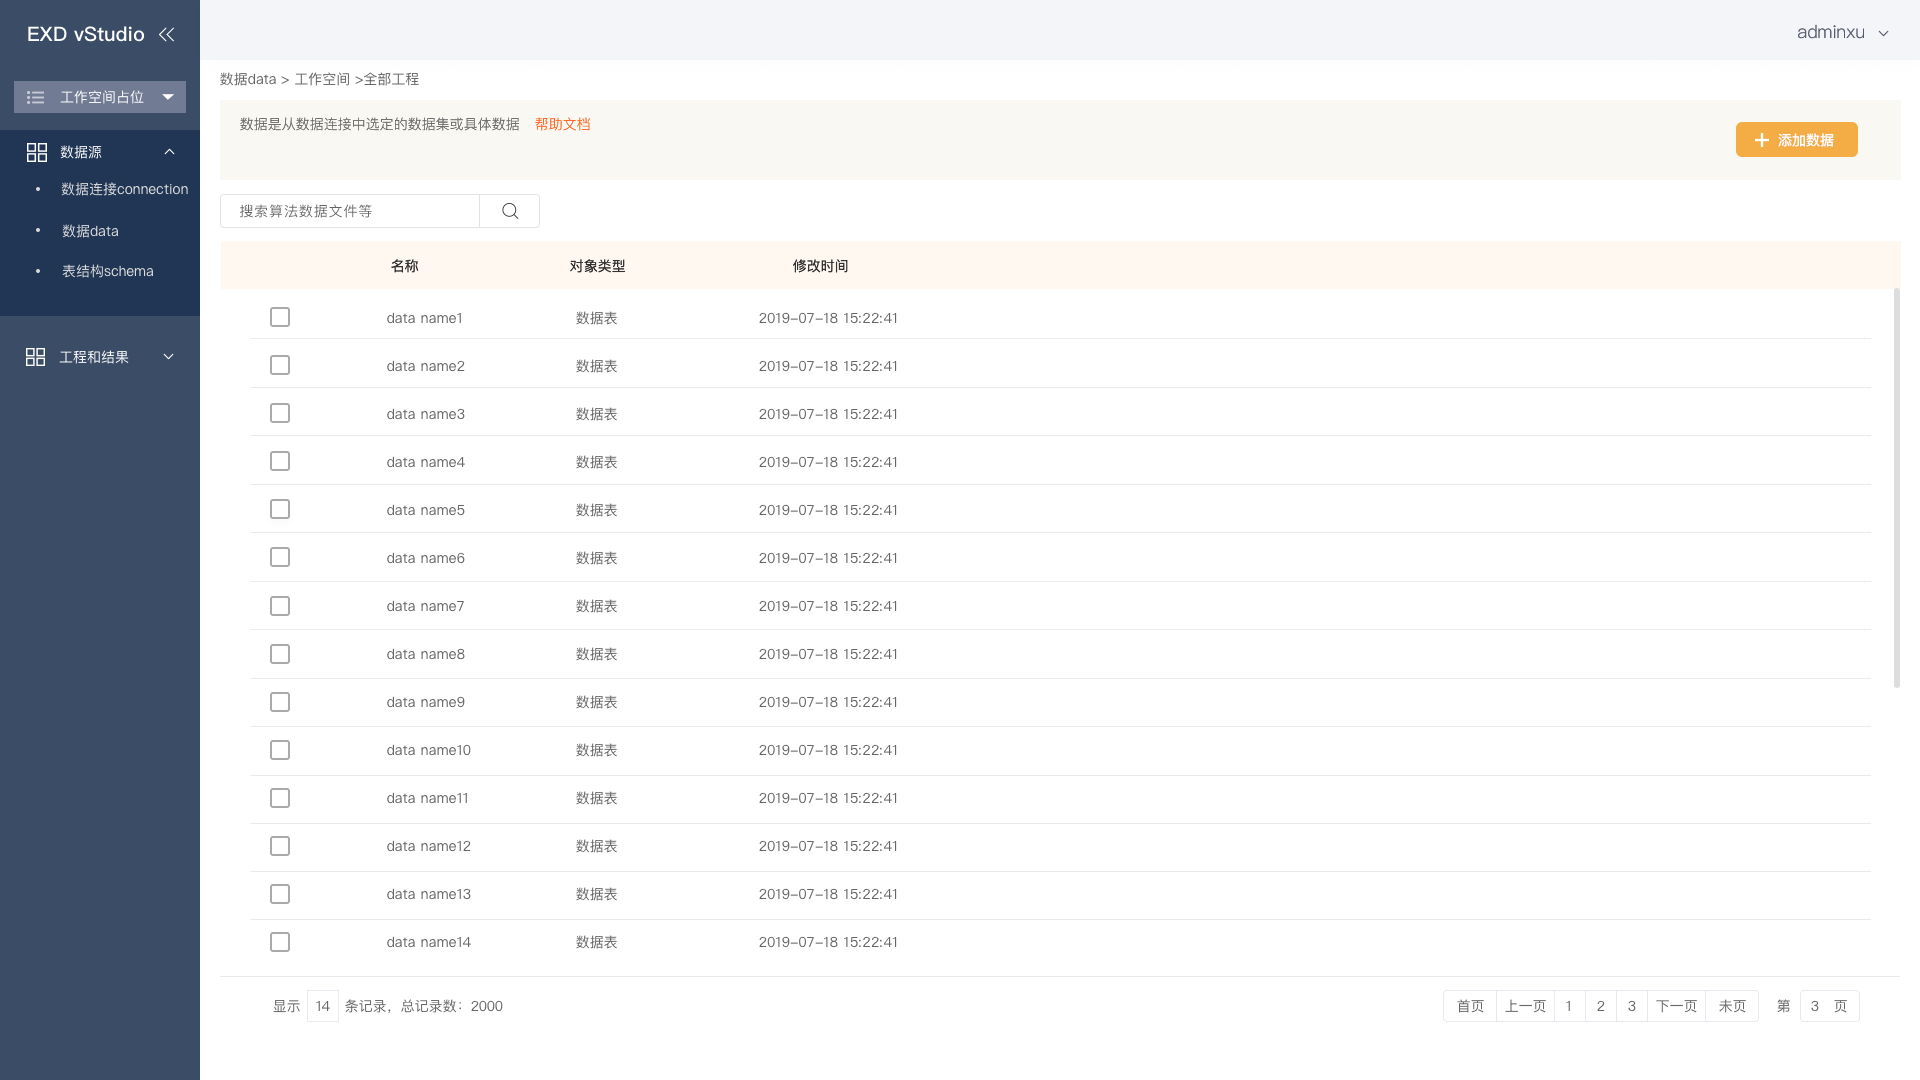 EXD vStudio
adminxu
工作空间占位
数据源
数据连接connection
数据data
表结构schema
工程和结果
数据data > 工作空间 >全部工程
数据是从数据连接中选定的数据集或具体数据 帮助文档
添加数据
搜索算法数据文件等
名称 对象类型 修改时间
data name1 数据表 2019-07-18 15:22:41
data name2 数据表 2019-07-18 15:22:41
data name3 数据表 2019-07-18 15:22:41
data name4 数据表 2019-07-18 15:22:41
data name5 数据表 2019-07-18 15:22:41
data name6 数据表 2019-07-18 15:22:41
data name7 数据表 2019-07-18 15:22:41
data name8 数据表 2019-07-18 15:22:41
data name9 数据表 2019-07-18 15:22:41
data name10 数据表 2019-07-18 15:22:41
data name11 数据表 2019-07-18 15:22:41
data name12 数据表 2019-07-18 15:22:41
data name13 数据表 2019-07-18 15:22:41
data name14 数据表 2019-07-18 15:22:41
显示 14 条记录，总记录数：2000
首页 上一页 1 2 3 下一页 未页 第 3 页